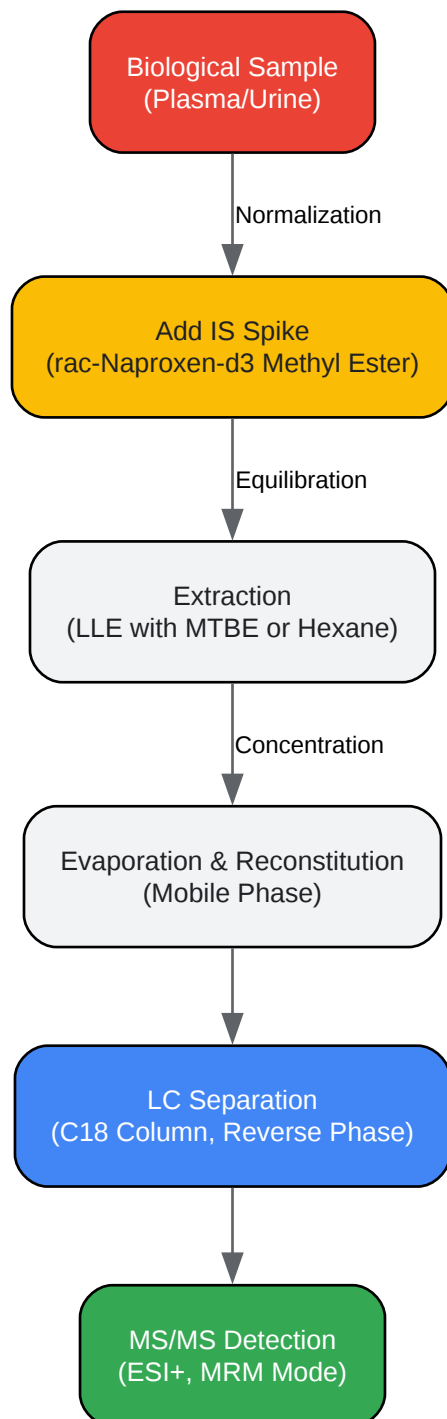 Biological Sample
(Plasma/Urine)
Normalization
Add IS Spike
(rac-Naproxen-d3 Methyl Ester)
Equilibration
Extraction
(LLE with MTBE or Hexane)
Concentration
Evaporation & Reconstitution
(Mobile Phase)
LC Separation
(C18 Column, Reverse Phase)
MS/MS Detection
(ESI+, MRM Mode)